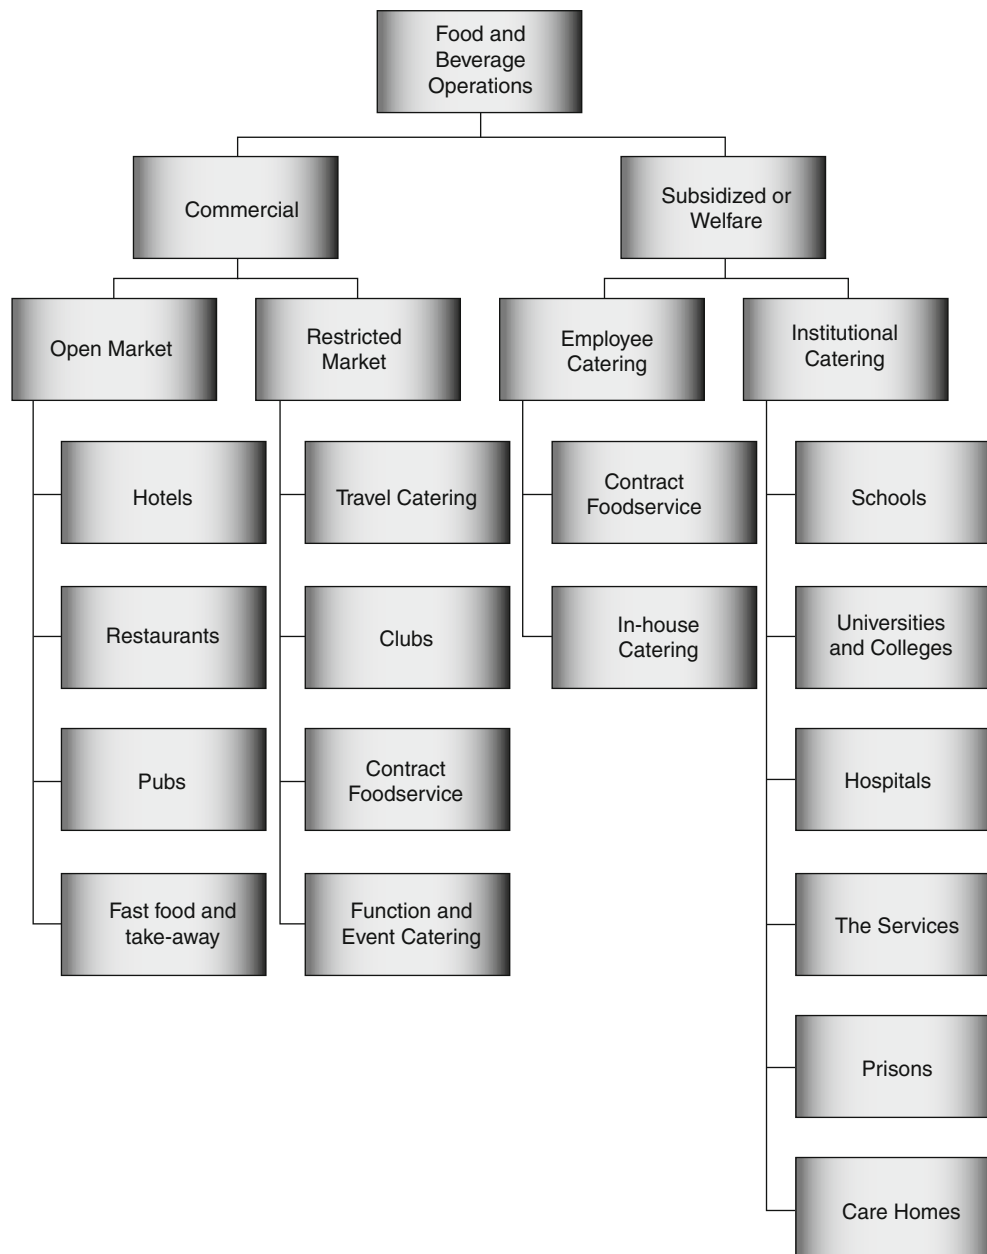 Food and
Beverage
Operations
Commercial
Subsidized or
Welfare
Open Market
Restricted
Market
Employee
Catering
Institutional
Catering
Hotels
Travel Catering
Contract
Foodservice
Schools
Restaurants
Clubs
In-house
Catering
Universities
and Colleges
Pubs
Contract
Foodservice
Hospitals
Fast food and
take-away
Function and
Event Catering
The Services
Prisons
Care Homes